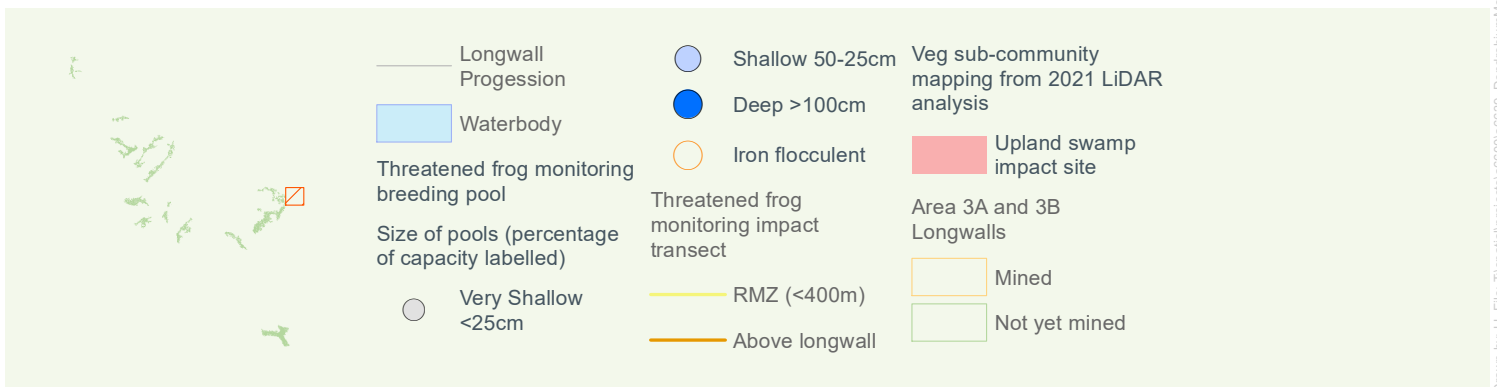 Longwall
Progession
Waterbody
Threatened frog monitoring
breeding pool
Size of pools (percentage
of capacity labelled)
Very Shallow
<25cm
Shallow 50-25cm
Deep >100cm
Iron flocculent
Threatened frog
monitoring impact
transect
RMZ (<400m)
Above longwall
Veg sub-community
mapping from 2021 LiDAR
analysis
Upland swamp
impact site
Area 3A and 3B
Longwalls
Mined
Not yet mined